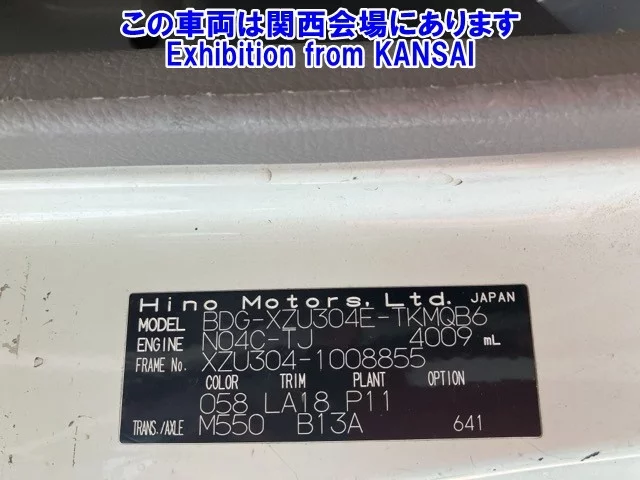 この車両は関西会場にあります
Exhibition from KANSAI
Hino Motors, Ltd. JAPAN
MODEL BDG-XZU304E-TKMQB6
ENGINE N04C-TJ 4009 mL
FRAME No. XZU304-1008855
COLOR TRIM PLANT OPTION
058 LA18 P11
TRANS./AXLE M550 B13A 641